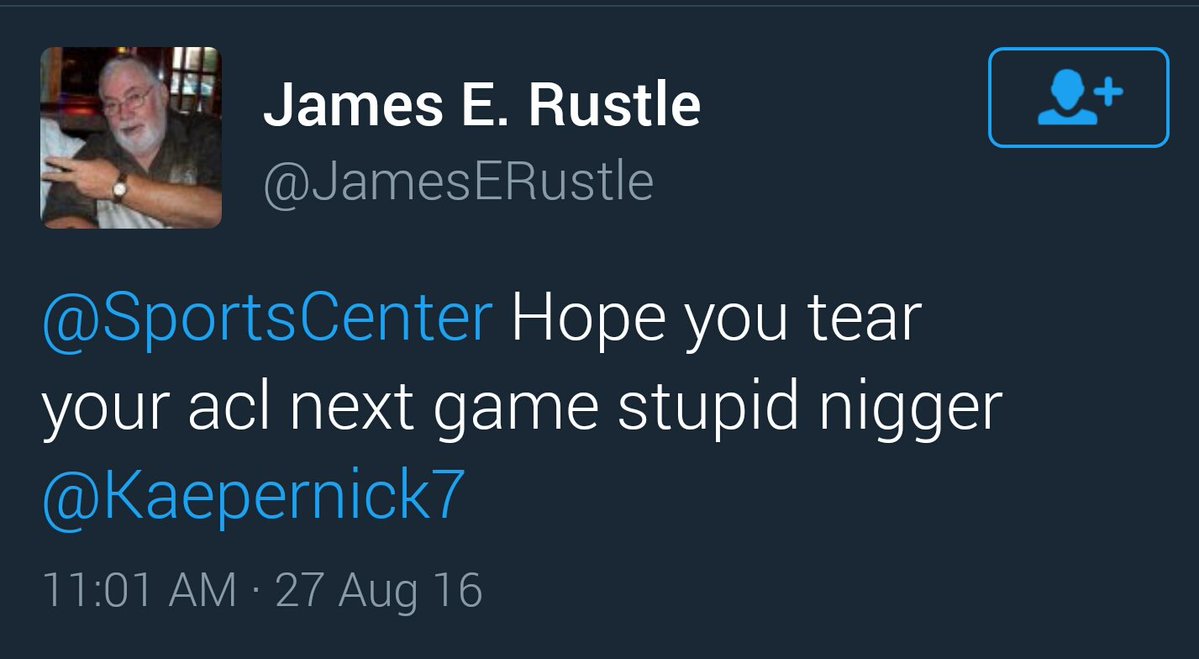 James E. Rustle
@JamesERustle
@SportsCenter Hope you tear
your acl next game stupid nigger
@Kaepernick7
11:01 AM · 27 Aug 16